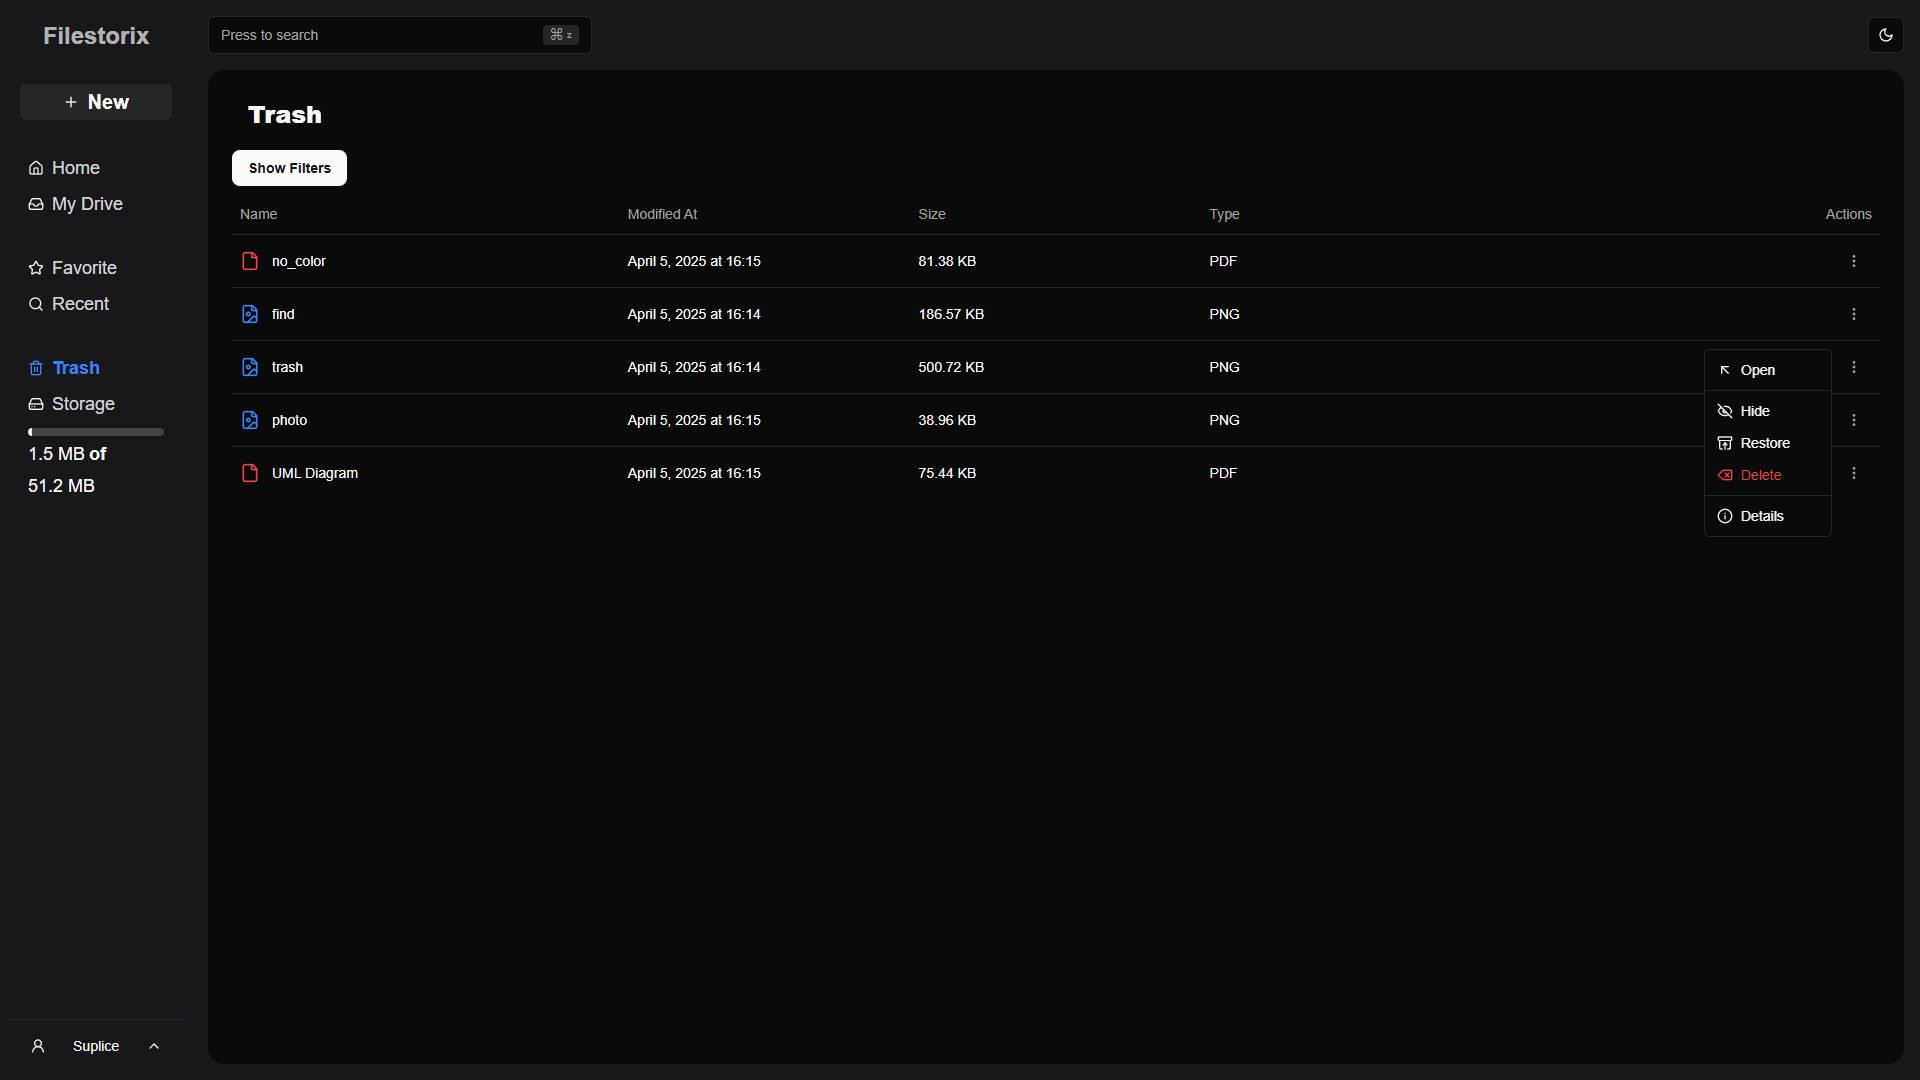 Filestorix
Press to search
⌘ z
+ New
Home
My Drive
Favorite
Recent
Trash
Storage
1.5 MB of
51.2 MB
Suplice
Trash
Show Filters
Name Modified At Size Type Actions
no_color April 5, 2025 at 16:15 81.38 KB PDF
find April 5, 2025 at 16:14 186.57 KB PNG
trash April 5, 2025 at 16:14 500.72 KB PNG
photo April 5, 2025 at 16:15 38.96 KB PNG
UML Diagram April 5, 2025 at 16:15 75.44 KB PDF
Open
Hide
Restore
Delete
Details